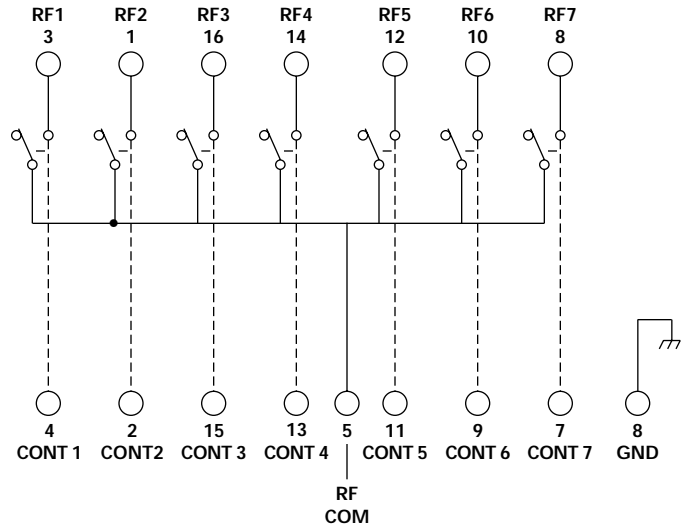 RF1 RF2 RF3 RF4 RF5 RF6 RF7
3 1 16 14 12 10 8
4 2 15 13 5 11 9 7 8
CONT 1 CONT2 CONT 3 CONT 4 CONT 5 CONT 6 CONT 7 GND
RF
COM